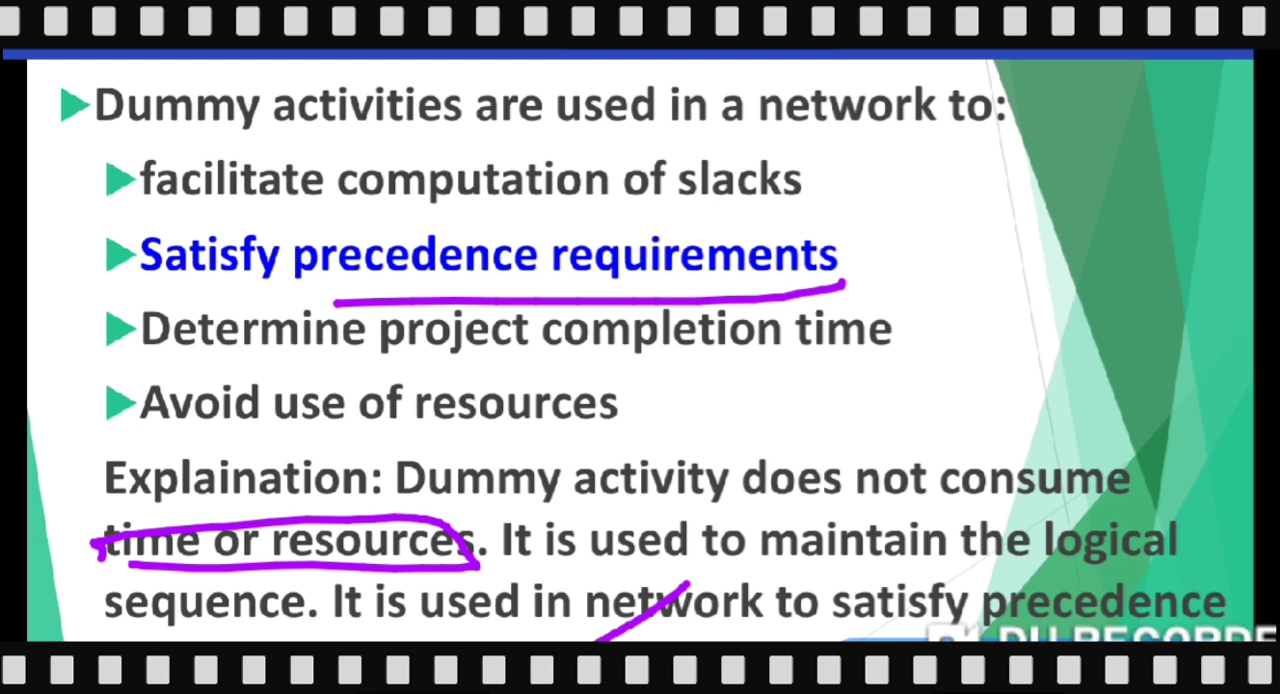 Dummy activities are used in a network to:
facilitate computation of slacks
Satisfy precedence requirements
Determine project completion time
Avoid use of resources
Explaination: Dummy activity does not consume
time or resources. It is used to maintain the logical
sequence. It is used in network to satisfy precedence